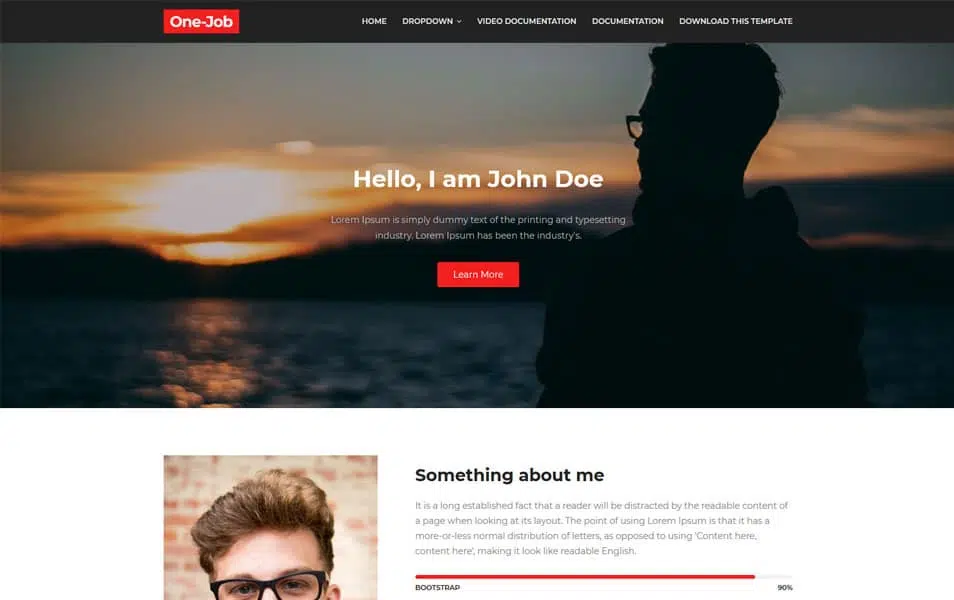 One-Job
HOME DROPDOWN VIDEO DOCUMENTATION DOCUMENTATION DOWNLOAD THIS TEMPLATE
Hello, I am John Doe
Lorem Ipsum is simply dummy text of the printing and typesetting
industry. Lorem Ipsum has been the industry's.
Learn More
Something about me
It is a long established fact that a reader will be distracted by the readable content of
a page when looking at its layout. The point of using Lorem Ipsum is that it has a
more-or-less normal distribution of letters, as opposed to using 'Content here,
content here', making it look like readable English.
BOOTSTRAP 90%